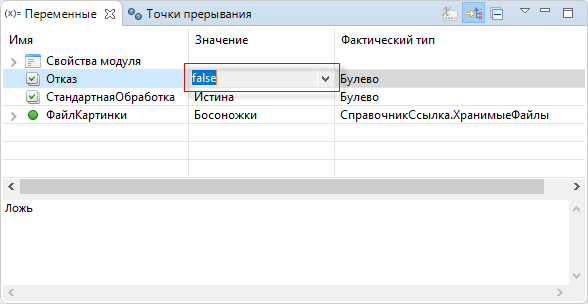 (x)= Переменные Точки прерывания
Имя Значение Фактический тип
Свойства модуля
Отказ false Булево
СтандартнаяОбработка Истина Булево
ФайлКартинки Босоножки СправочникСсылка.ХранимыеФайлы
Ложь